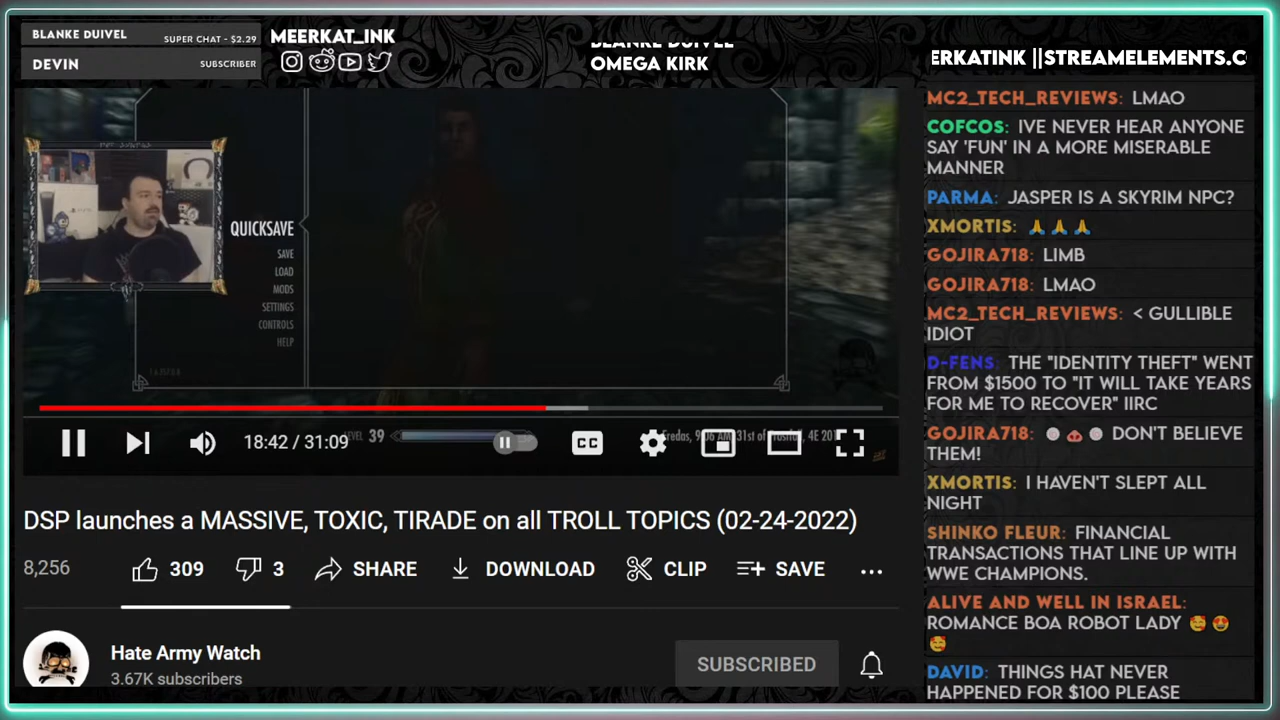 BLANKE DUIVEL
SUPER CHAT - $2.29
DEVIN
SUBSCRIBER
MEERKAT_INK
BLANKE DUIVEL
OMEGA KIRK
ERKATINK ||STREAMELEMENTS.C
QUICKSAVE
SAVE
LOAD
MODS
SETTINGS
CONTROLS
HELP
LEVEL 39
18:42 / 31:09
CC
DSP launches a MASSIVE, TOXIC, TIRADE on all TROLL TOPICS (02-24-2022)
8,256
309
3
SHARE
DOWNLOAD
CLIP
SAVE
Hate Army Watch
3.67K subscribers
SUBSCRIBED
MC2_TECH_REVIEWS: LMAO
COFCOS: IVE NEVER HEAR ANYONE
SAY 'FUN' IN A MORE MISERABLE
MANNER
PARMA: JASPER IS A SKYRIM NPC?
XMORTIS: 🙏 🙏 🙏
GOJIRA718: LIMB
GOJIRA718: LMAO
MC2_TECH_REVIEWS: < GULLIBLE
IDIOT
D-FENS: THE "IDENTITY THEFT" WENT
FROM $1500 TO "IT WILL TAKE YEARS
FOR ME TO RECOVER" IIRC
GOJIRA718: DON'T BELIEVE
THEM!
XMORTIS: I HAVEN'T SLEPT ALL
NIGHT
SHINKO FLEUR: FINANCIAL
TRANSACTIONS THAT LINE UP WITH
WWE CHAMPIONS.
ALIVE AND WELL IN ISRAEL:
ROMANCE BOA ROBOT LADY 🥰 😍
🥰
DAVID: THINGS HAT NEVER
HAPPENED FOR $100 PLEASE